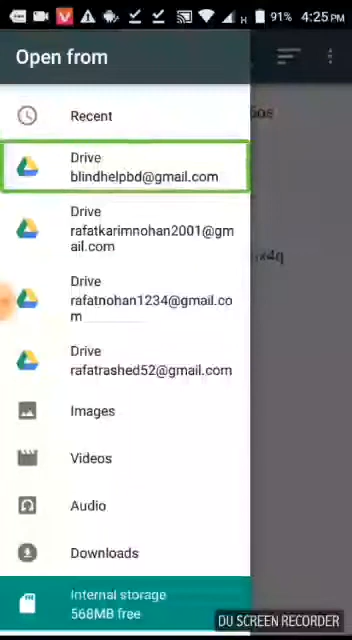 H 91% 4:25 PM
Open from
Recent
Drive
blindhelpbd@gmail.com
Drive
rafatkarimnohan2001@gm
ail.com
Drive
rafatnohan1234@gmail.co
m
Drive
rafatrashed52@gmail.com
Images
Videos
Audio
Downloads
Internal storage
568MB free
DU SCREEN RECORDER